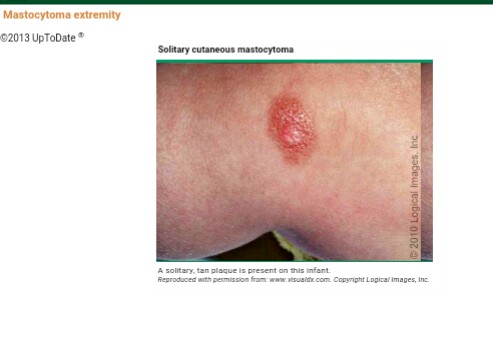 Mastocytoma extremity
©2013 UpToDate ®
Solitary cutaneous mastocytoma
© 2010 Logical Images, Inc.
A solitary, tan plaque is present on this infant.
Reproduced with permission from: www.visualdx.com. Copyright Logical Images, Inc.